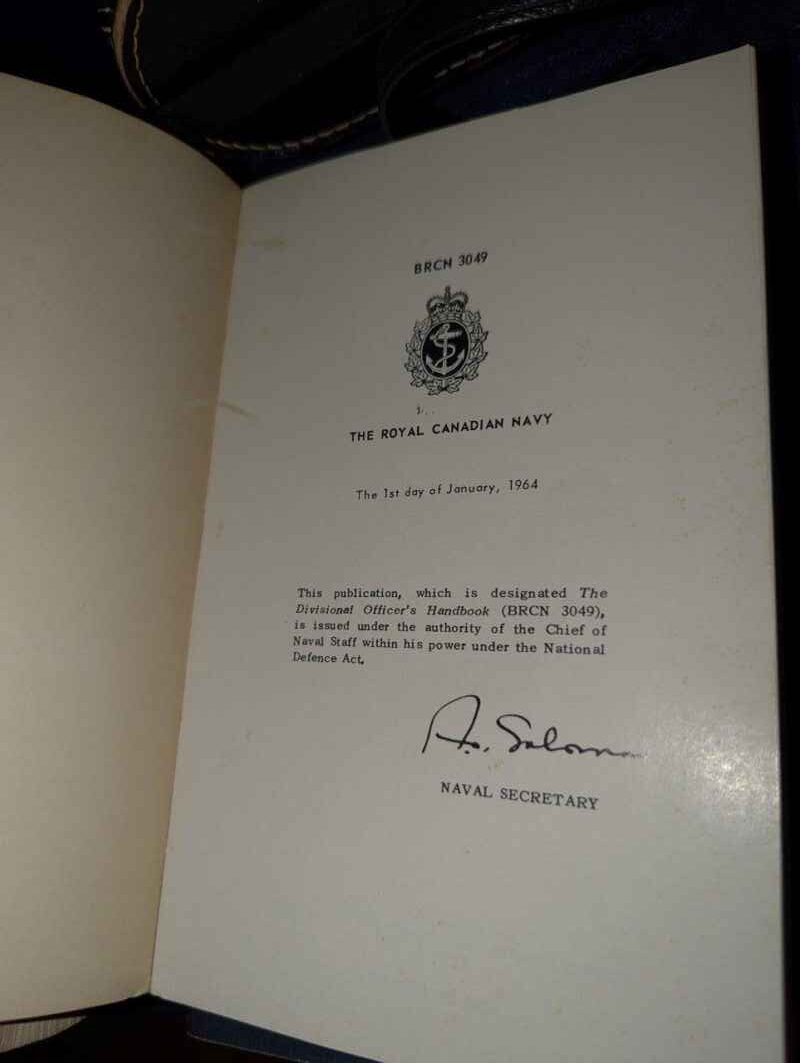 BRCN 3049
THE ROYAL CANADIAN NAVY
The 1st day of January, 1964
This publication, which is designated The
Divisional Officer's Handbook (BRCN 3049),
is issued under the authority of the Chief of
Naval Staff within his power under the National
Defence Act.
Solomon
NAVAL SECRETARY